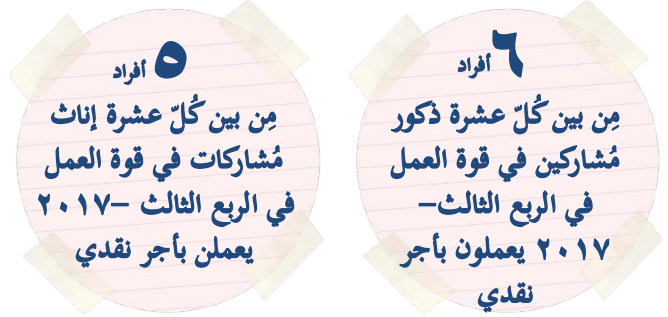 ٦ أفراد
مِن بين كُلّ عشرة ذكور
مُشاركين في قوة العمل
في الربع الثالث–
٢٠١٧ يعملون بأجر
نقدي
٥ أفراد
مِن بين كُلّ عشرة إناث
مُشاركات في قوة العمل
في الربع الثالث –٢٠١٧
يعملن بأجر نقدي